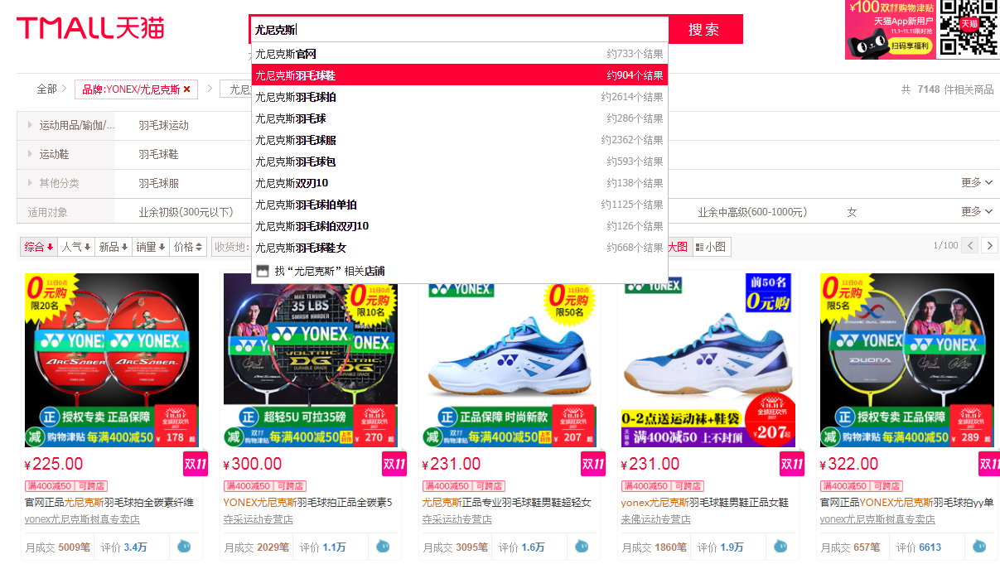 TMALL天猫
尤尼克斯
搜索
¥100双11购物津贴
天猫App新用户
11.1-11.11限时抢
扫码享福利
天猫
尤尼克斯官网 约733个结果
尤尼克斯羽毛球鞋 约904个结果
尤尼克斯羽毛球拍 约2614个结果
尤尼克斯羽毛球 约286个结果
尤尼克斯羽毛球服 约2362个结果
尤尼克斯羽毛球包 约593个结果
尤尼克斯双刃10 约138个结果
尤尼克斯羽毛球拍单拍 约1125个结果
尤尼克斯羽毛球拍双刃10 约126个结果
尤尼克斯羽毛球鞋女 约668个结果
找“尤尼克斯”相关店铺
全部 > 品牌:YONEX/尤尼克斯 × > 尤尼
共 7148 件相关商品
运动用品/瑜伽/... 羽毛球运动
运动鞋 羽毛球鞋
其他分类 羽毛球服 更多
适用对象 业余初级(300元以下) 业余中高级(600-1000元) 女 更多
综合 人气 新品 销量 价格 收货地: 大图 小图 1/100 < >
0元购 11日0点 限20名
YONEX YONEX
ARCSABER ARCSABER
正 授权专卖 正品保障
减 购物津贴 每满400减50 ¥178起
¥225.00 双11
满400减50 可跨店
官网正品尤尼克斯羽毛球拍全碳素纤维
yonex尤尼克斯树真专卖店
月成交 5009笔 评价 3.4万
MAX TENSION
35 LBS
SMASH HARDER
0元购 11日0点 限10名
YONEX
VOLTRIC
DG
DURABLE GRADE
正 超轻5U 可拉35磅
减 双11购物津贴 每满400减50 ¥270起
¥300.00 双11
满400减50 可跨店
YONEX尤尼克斯羽毛球拍正品全碳素5
夺采运动专营店
月成交 2029笔 评价 1.1万
YONEX
0元购 11日0点 限50名
正 正品保障 时尚新款
减 双11购物津贴 每满400减50 ¥207起
¥231.00 双11
满400减50 可跨店
尤尼克斯正品专业羽毛球鞋男鞋超轻女
夺采运动专营店
月成交 3095笔 评价 1.6万
YONEX
前50名
0元购
0-2点送运动袜+鞋袋
满400减50 上不封顶 ¥207起
¥231.00 双11
满400减50 可跨店
yonex尤尼克斯羽毛球鞋男鞋正品女鞋
来佛运动专营店
月成交 1860笔 评价 1.9万
0元购 11日0点 限5名
DYNAMIC DUAL DESIGN
YONEX YONEX
DUONA
正 授权专卖 正品保障
减 购物津贴 每满400减50 ¥289起
¥322.00 双11
满400减50 可跨店
官网正品YONEX尤尼克斯羽毛球拍yy单
yonex尤尼克斯树真专卖店
月成交 657笔 评价 6613